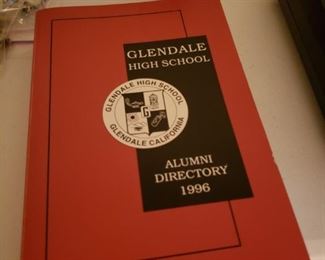 GLENDALE
HIGH SCHOOL
GLENDALE HIGH SCHOOL
G
GLENDALE CALIFORNIA
ALUMNI
DIRECTORY
1996